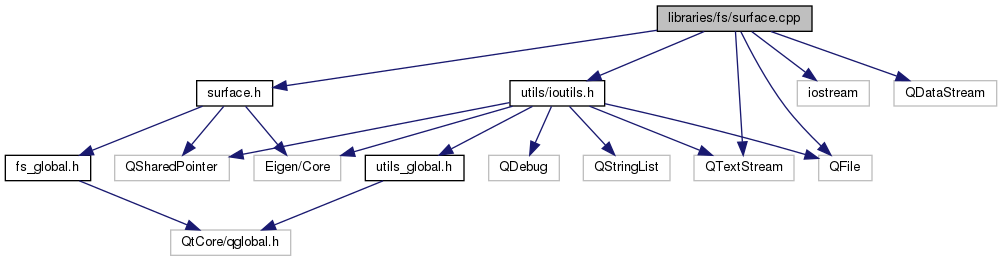 libraries/fs/surface.cpp
surface.h
utils/ioutils.h
iostream
QDataStream
fs_global.h
QSharedPointer
Eigen/Core
utils_global.h
QDebug
QStringList
QTextStream
QFile
QtCore/qglobal.h